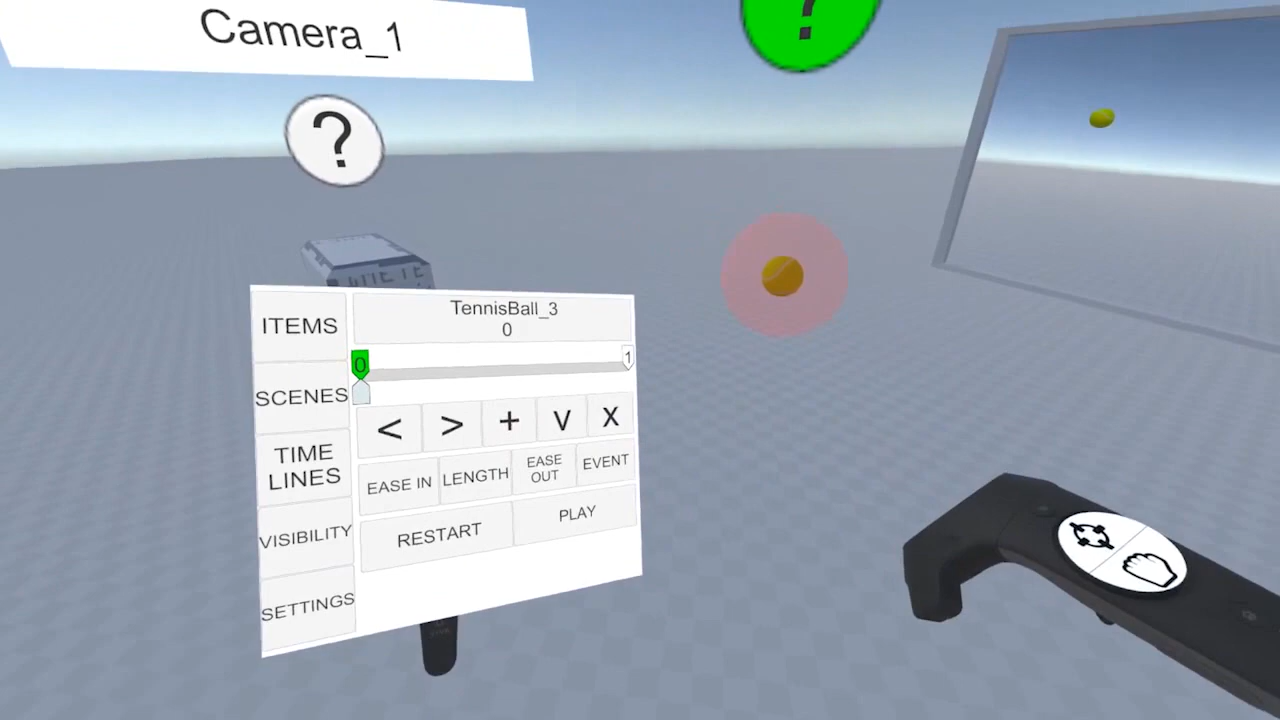 Camera_1
?
?
ITEMS
SCENES
TIME
LINES
VISIBILITY
SETTINGS
TennisBall_3
0
0
1
< > + V X
EASE IN
LENGTH
EASE
OUT
EVENT
RESTART
PLAY